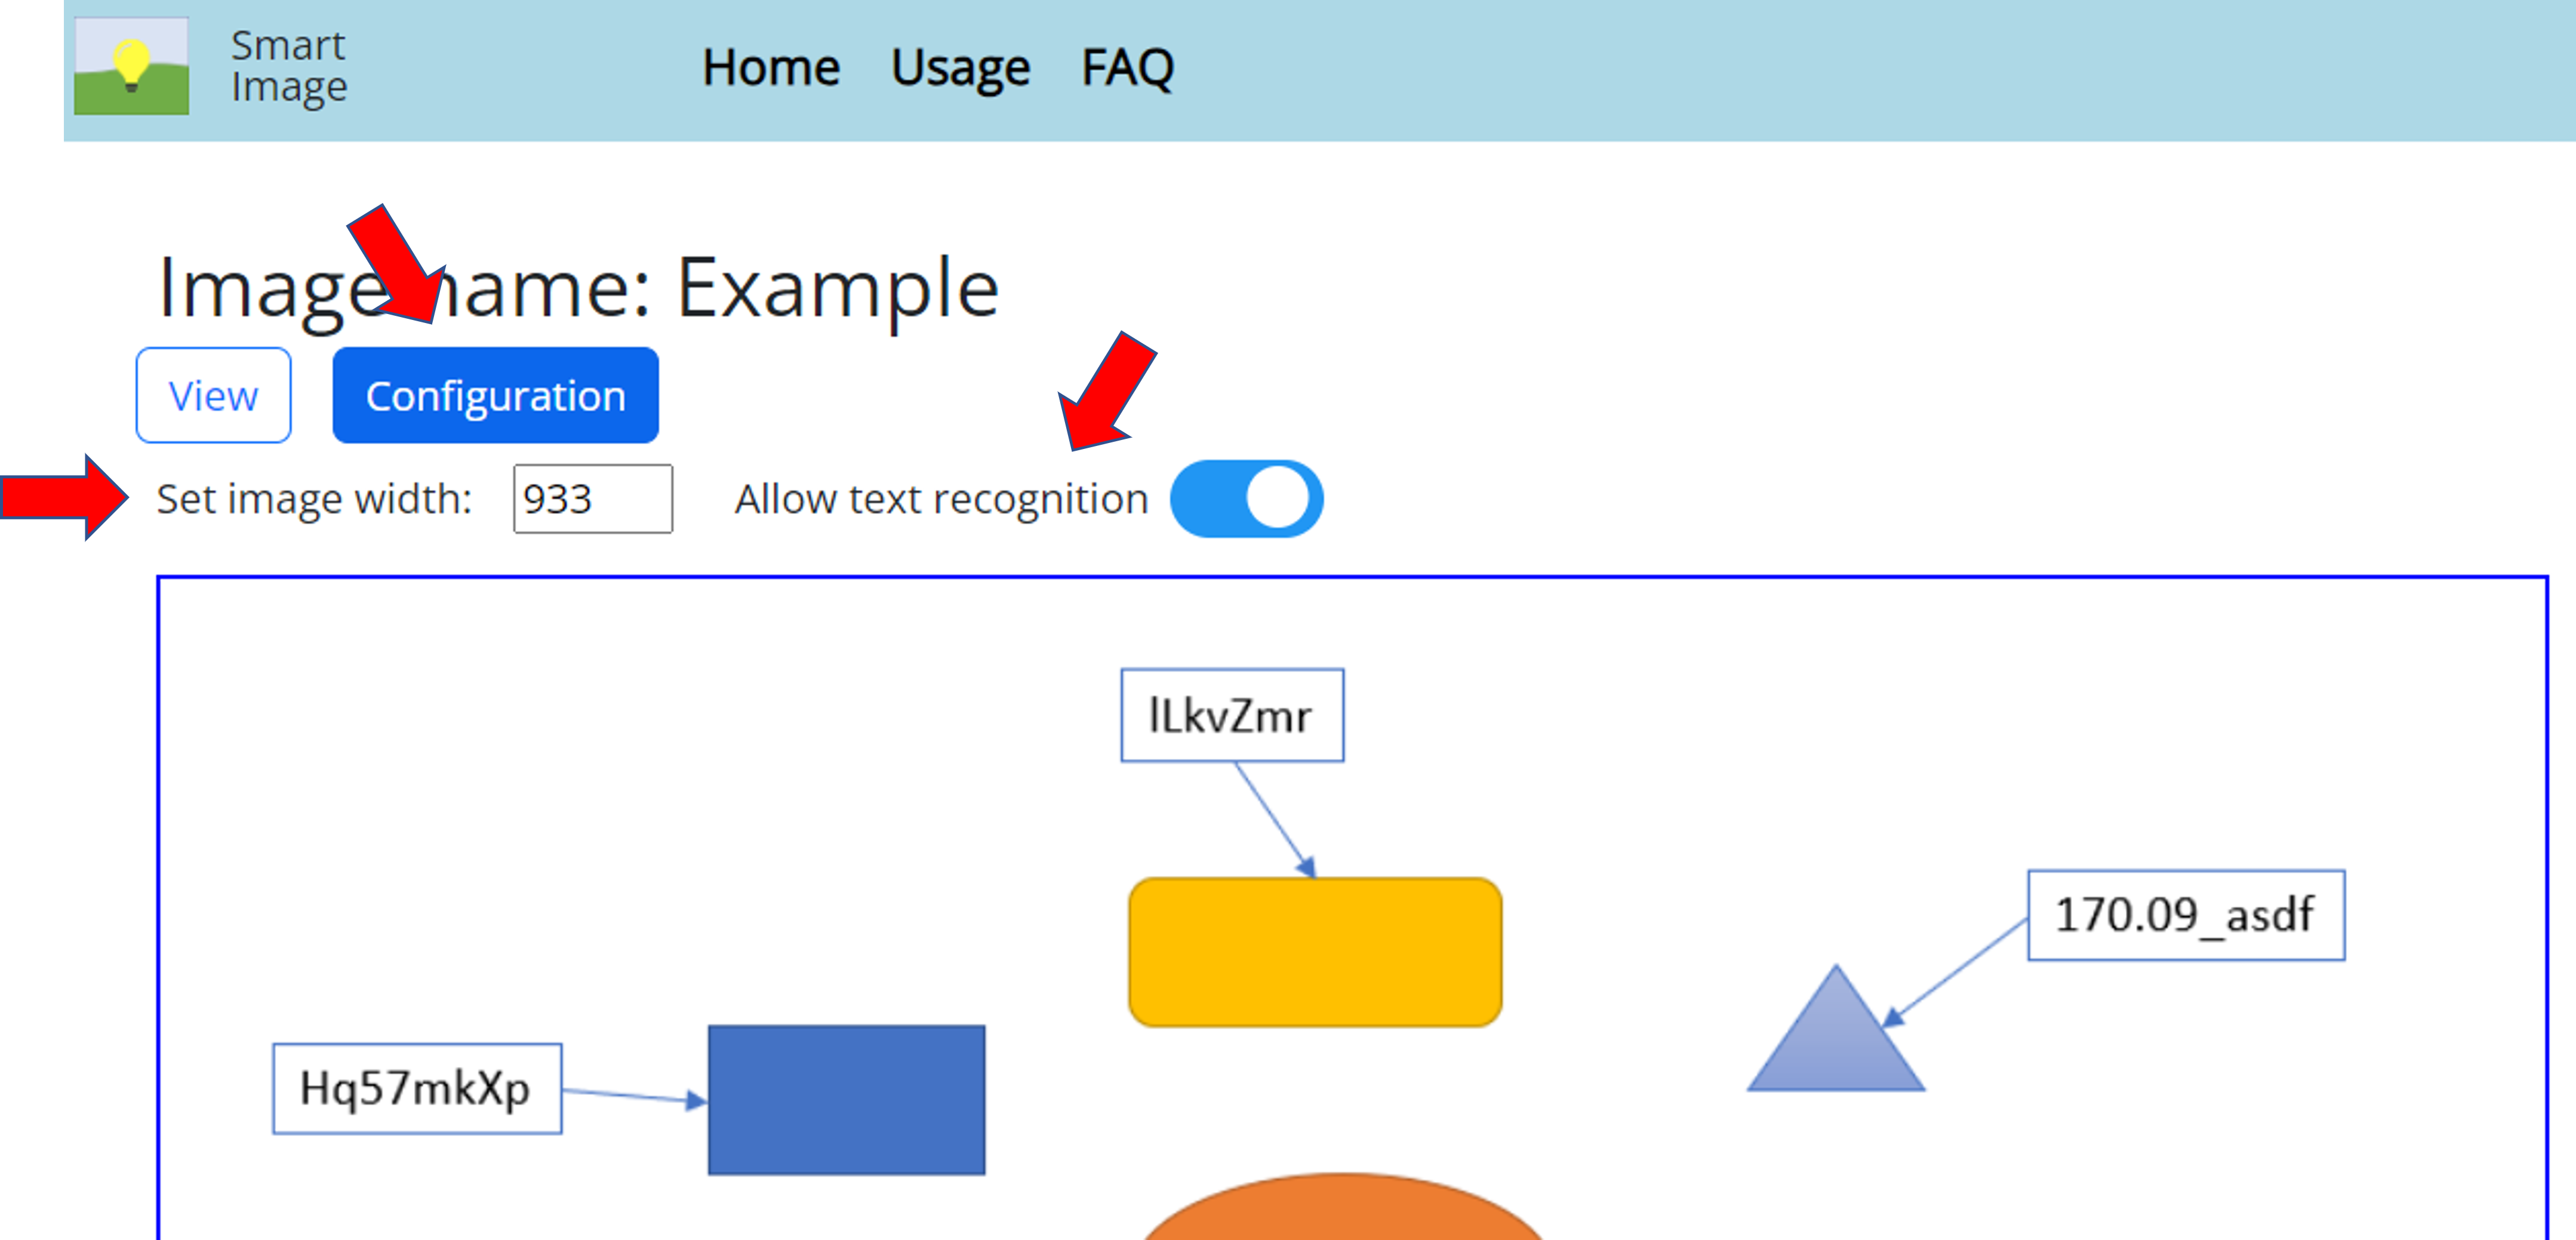 Smart
Image
Home Usage FAQ
Image name: Example
View Configuration
Set image width: 933 Allow text recognition
lLkvZmr
170.09_asdf
Hq57mkXp